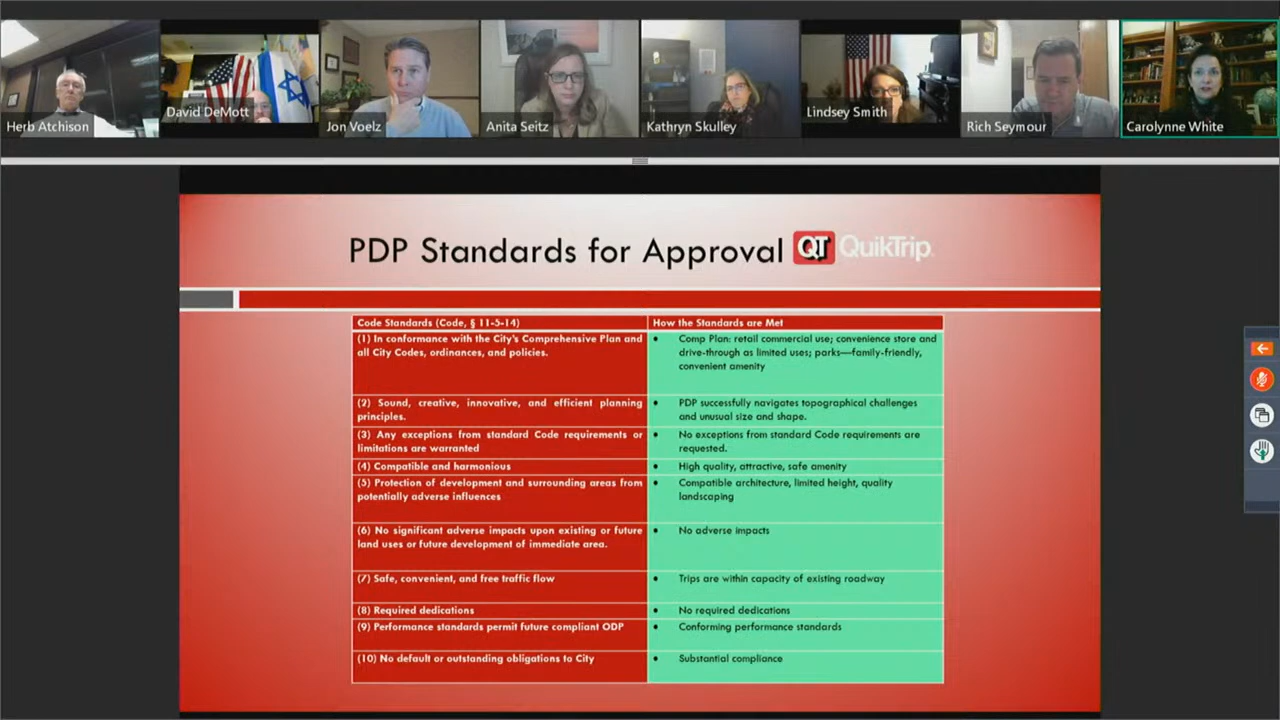 Herb Atchison
David DeMott
Jon Voelz
Anita Seitz
Kathryn Skulley
Lindsey Smith
Rich Seymour
Carolynne White
PDP Standards for Approval QT QuikTrip.
Code Standards (Code, § 11-5-14)
How the Standards are Met
(1) In conformance with the City's Comprehensive Plan and
all City Codes, ordinances, and policies.
• Comp Plan: retail commercial use; convenience store and
drive-through as limited uses; parks—family-friendly,
convenient amenity
(2) Sound, creative, innovative, and efficient planning
principles.
• PDP successfully navigates topographical challenges
and unusual size and shape.
(3) Any exceptions from standard Code requirements or
limitations are warranted
• No exceptions from standard Code requirements are
requested.
(4) Compatible and harmonious
• High quality, attractive, safe amenity
(5) Protection of development and surrounding areas from
potentially adverse influences
• Compatible architecture, limited height, quality
landscaping
(6) No significant adverse impacts upon existing or future
land uses or future development of immediate area.
• No adverse impacts
(7) Safe, convenient, and free traffic flow
• Trips are within capacity of existing roadway
(8) Required dedications
• No required dedications
(9) Performance standards permit future compliant ODP
• Conforming performance standards
(10) No default or outstanding obligations to City
• Substantial compliance